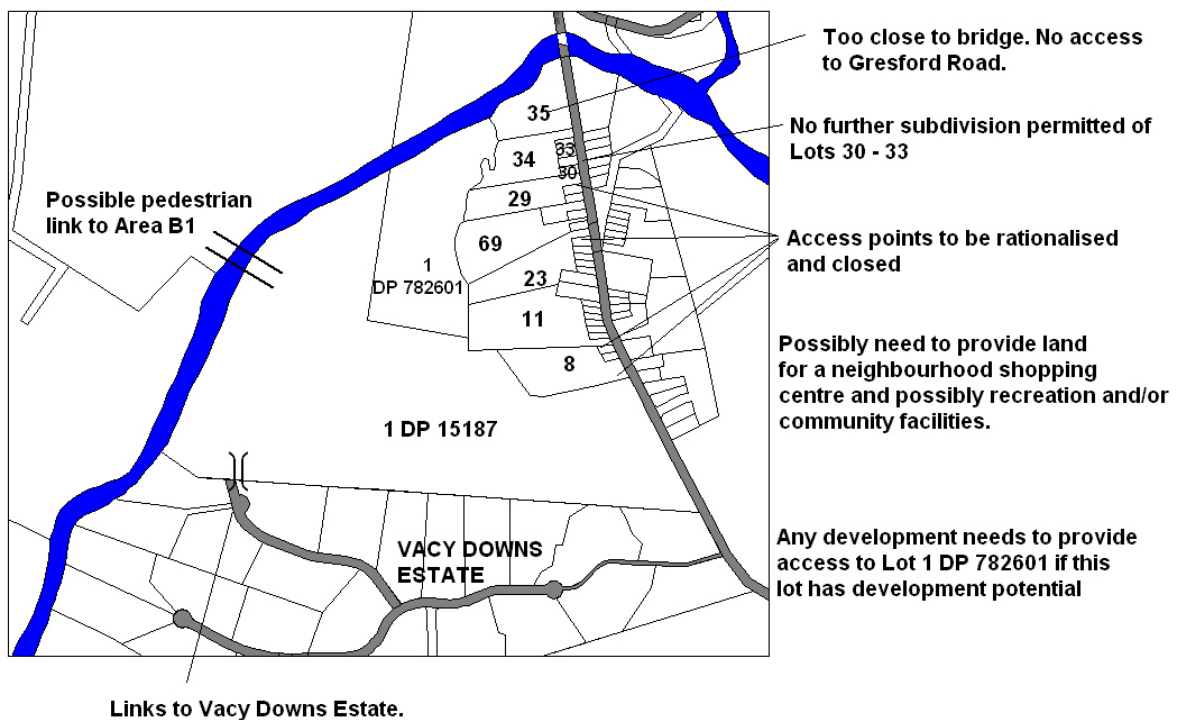 Too close to bridge. No access
to Gresford Road.
35
No further subdivision permitted of
Lots 30 - 33
33
34
30
29
Possible pedestrian
link to Area B1
69
Access points to be rationalised
and closed
1
DP 782601
23
11
Possibly need to provide land
for a neighbourhood shopping
centre and possibly recreation and/or
community facilities.
8
1 DP 15187
VACY DOWNS
ESTATE
Any development needs to provide
access to Lot 1 DP 782601 if this
lot has development potential
Links to Vacy Downs Estate.